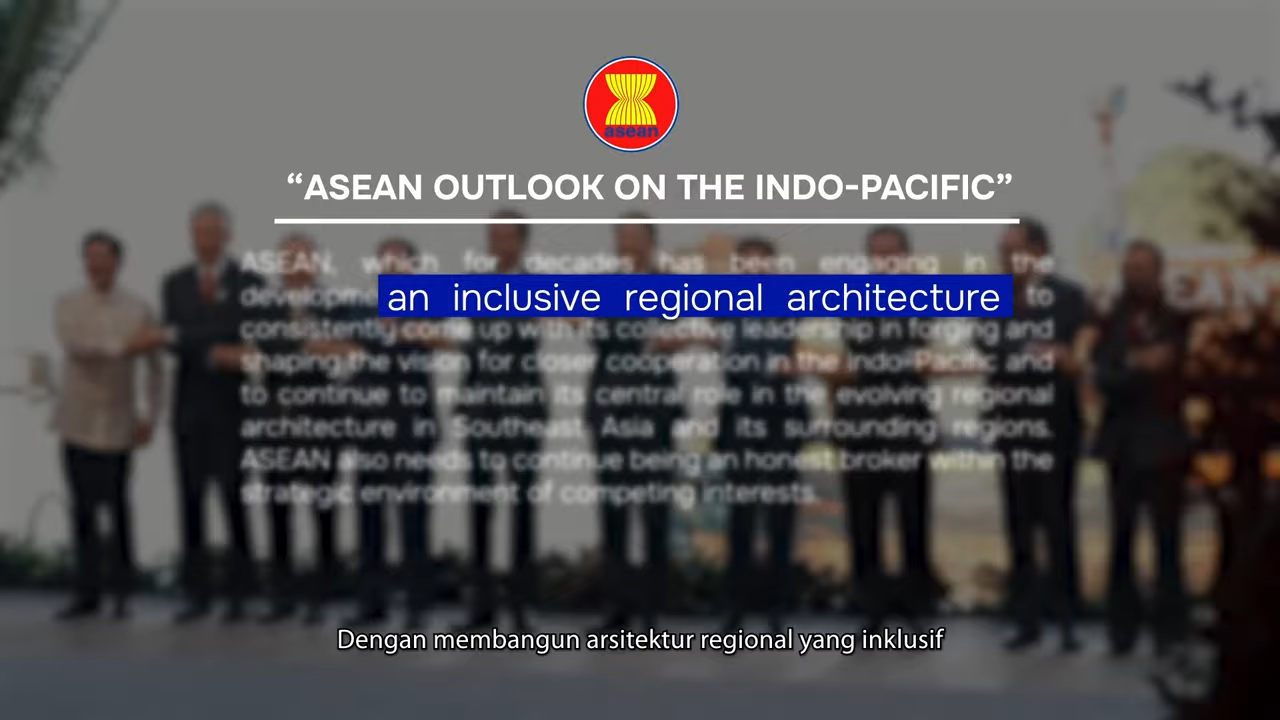 asean
“ASEAN OUTLOOK ON THE INDO-PACIFIC”
ASEAN, which for decades has been engaging in the
developme an inclusive regional architecture to
consistently come up with its collective leadership in forging and
shaping the vision for closer cooperation in the Indo-Pacific and
to continue to maintain its central role in the evolving regional
architecture in Southeast Asia and its surrounding regions.
ASEAN also needs to continue being an honest broker within the
strategic environment of competing interests.
Dengan membangun arsitektur regional yang inklusif